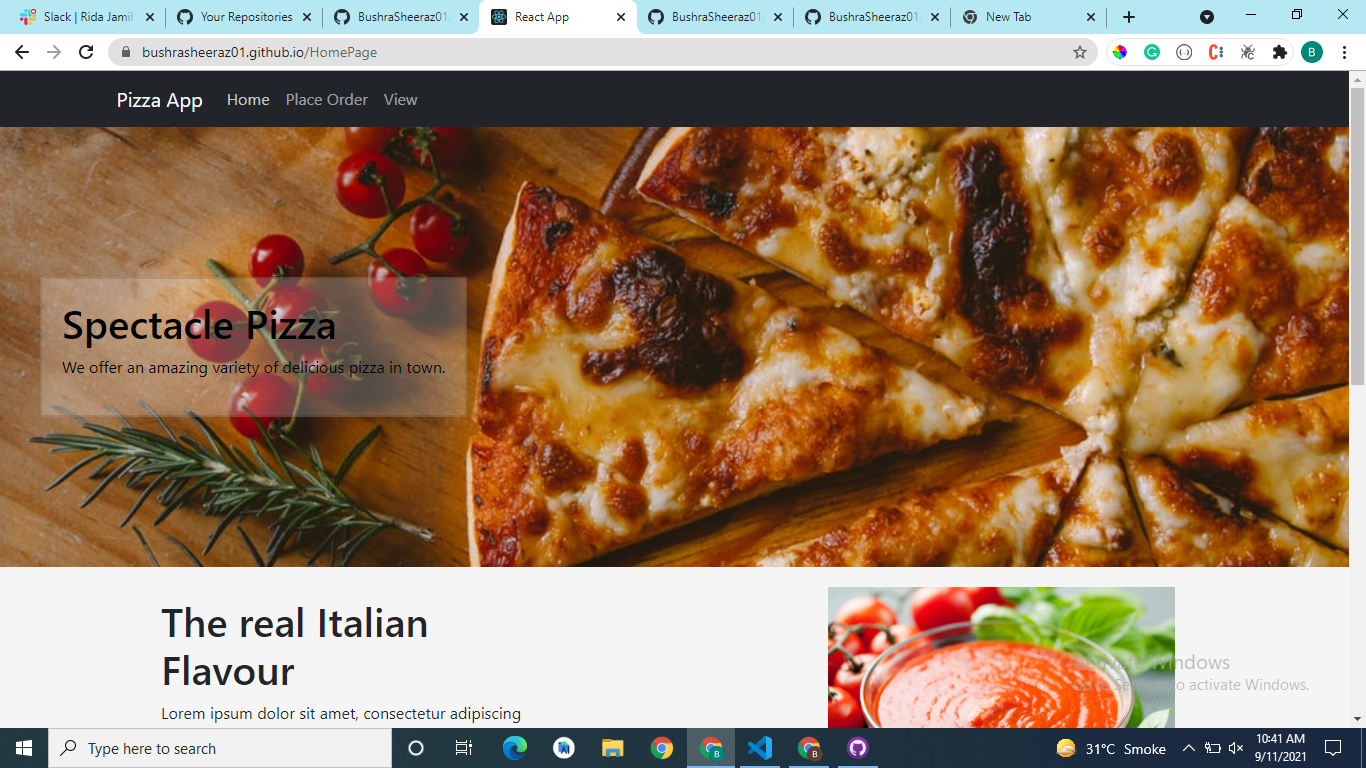 Slack | Rida Jamil
Your Repositories
BushraSheeraz01/
React App
BushraSheeraz01/
BushraSheeraz01/
New Tab
bushrasheeraz01.github.io/HomePage
B
Pizza App Home Place Order View
Spectacle Pizza
We offer an amazing variety of delicious pizza in town.
The real Italian
Flavour
Lorem ipsum dolor sit amet, consectetur adipiscing
Activate Windows
Go to Settings to activate Windows.
Type here to search
31°C Smoke
10:41 AM
9/11/2021